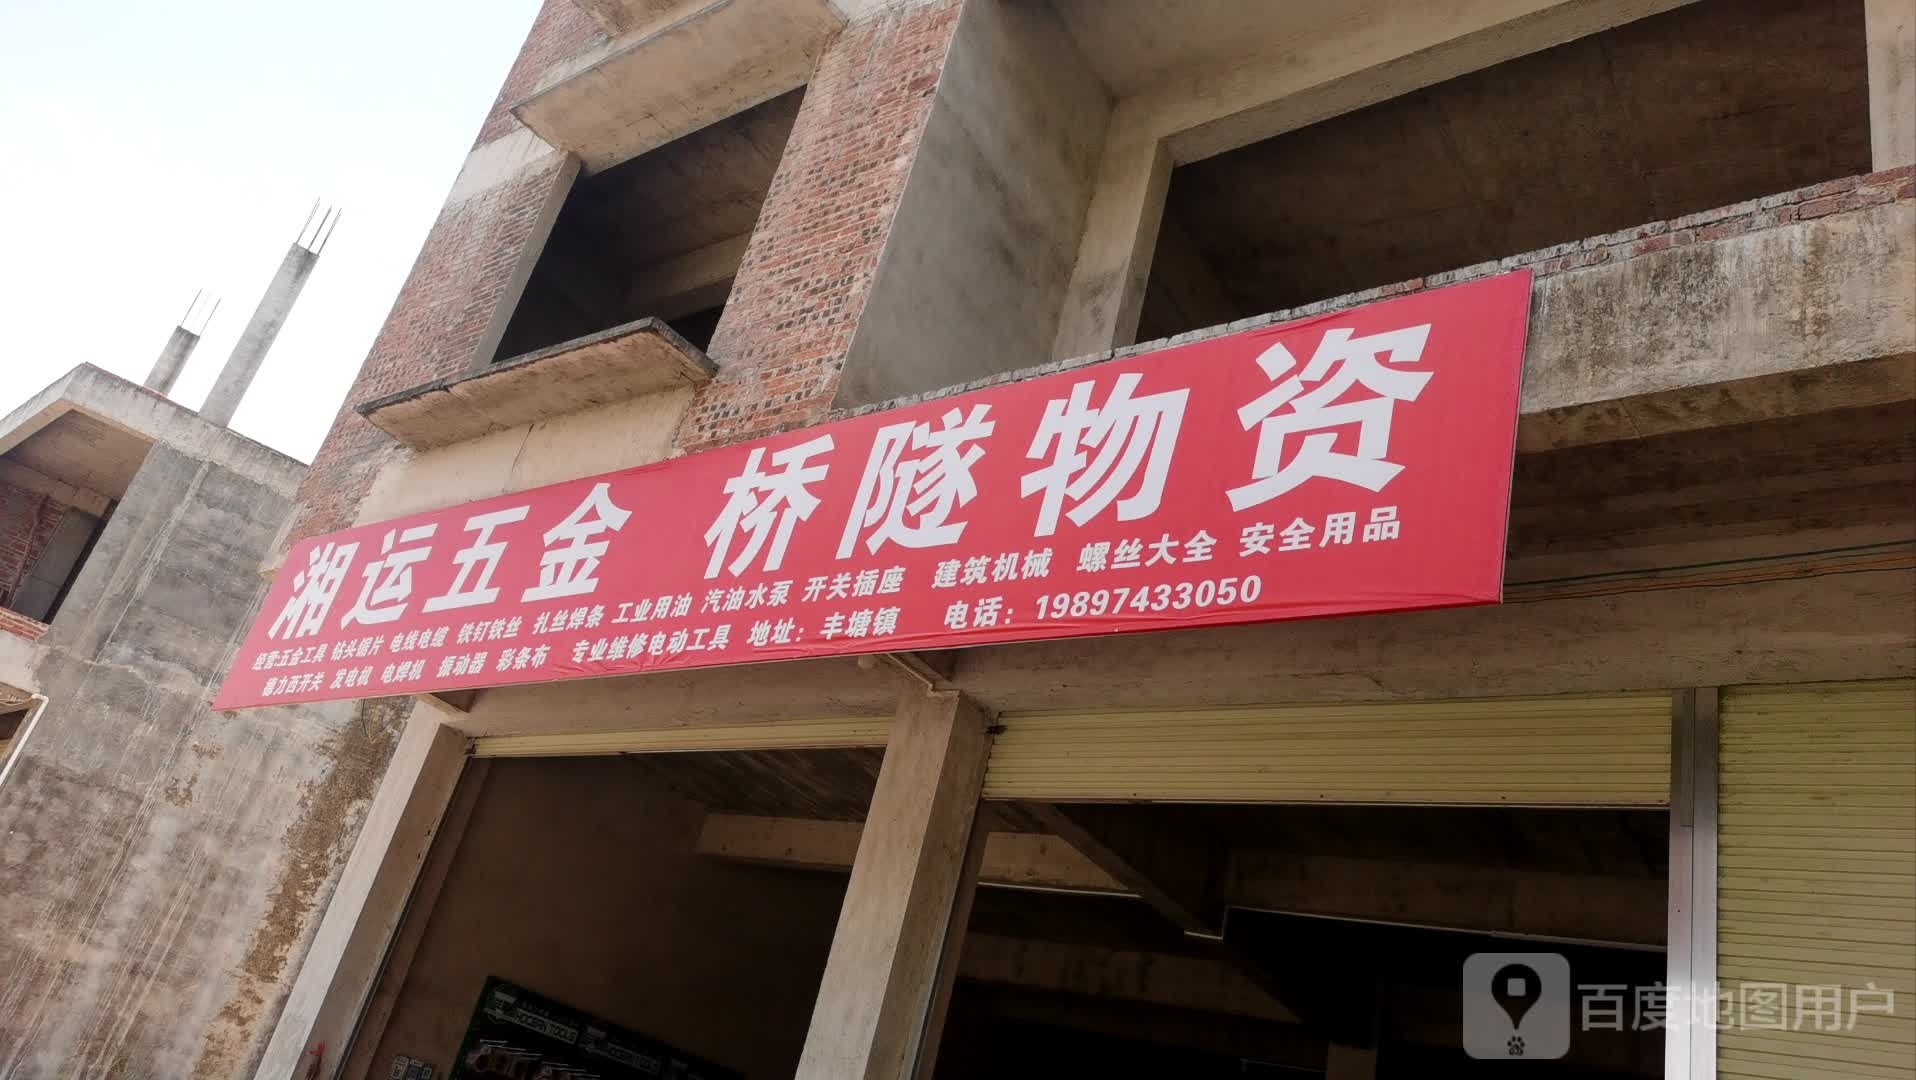 湘运五金 桥隧物资
经营:五金工具 钻头锯片 电线电缆 铁钉铁丝 扎丝焊条 工业用油 汽油水泵 开关插座 建筑机械 螺丝大全 安全用品
德力西开关 发电机 电焊机 振动器 彩条布 专业维修电动工具 地址：丰塘镇 电话：19897433050
百度地图用户